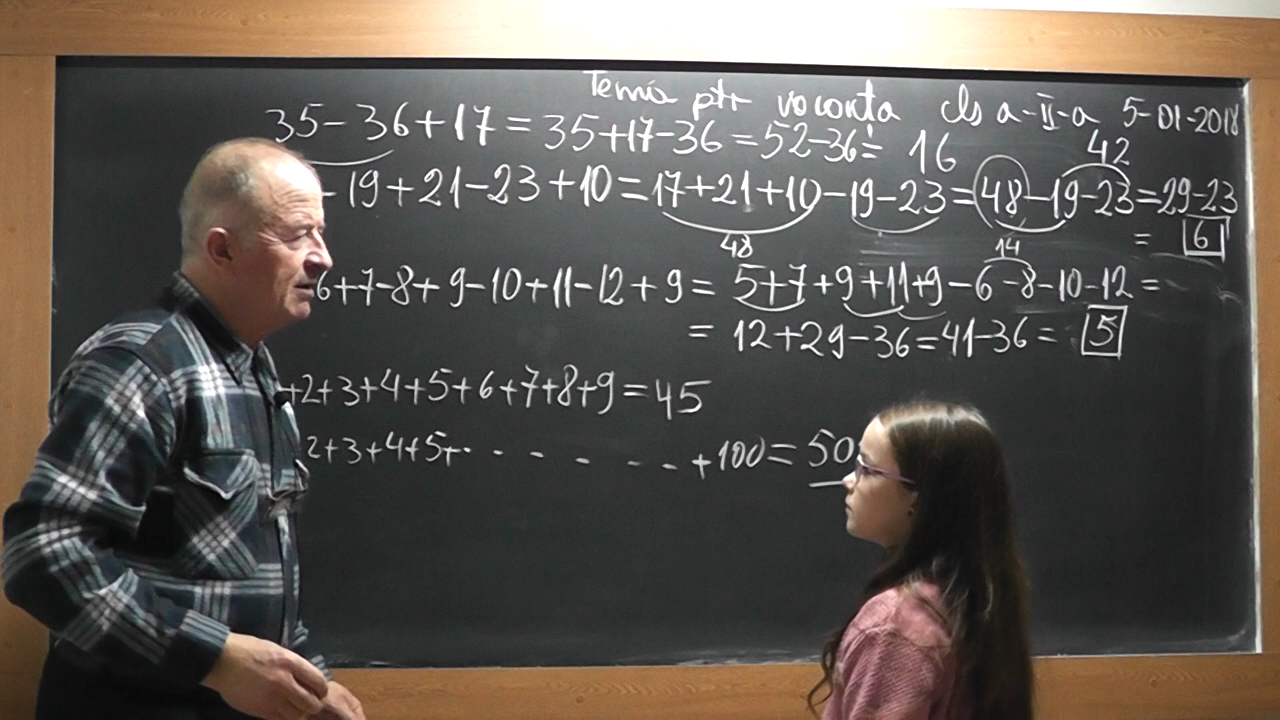 Temă ptr vacanta cls a-II-a 5-01-2018
35-36+17=35+17-36=52-36= 16
42
-19+21-23+10=17+21+10-19-23=48-19-23=29-23
48
= 6
14
6+7-8+9-10+11-12+9= 5+7+9+11+9-6-8-10-12=
= 12+29-36=41-36= 5
+2+3+4+5+6+7+8+9=45
2+3+4+5+. . - - - - - +100= 50